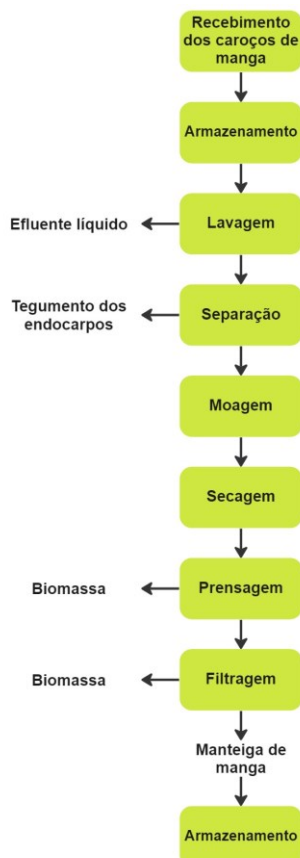 Recebimento
dos caroços de
manga
Armazenamento
Efluente líquido
Lavagem
Tegumento dos
endocarpos
Separação
Moagem
Secagem
Biomassa
Prensagem
Biomassa
Filtragem
Manteiga de
manga
Armazenamento